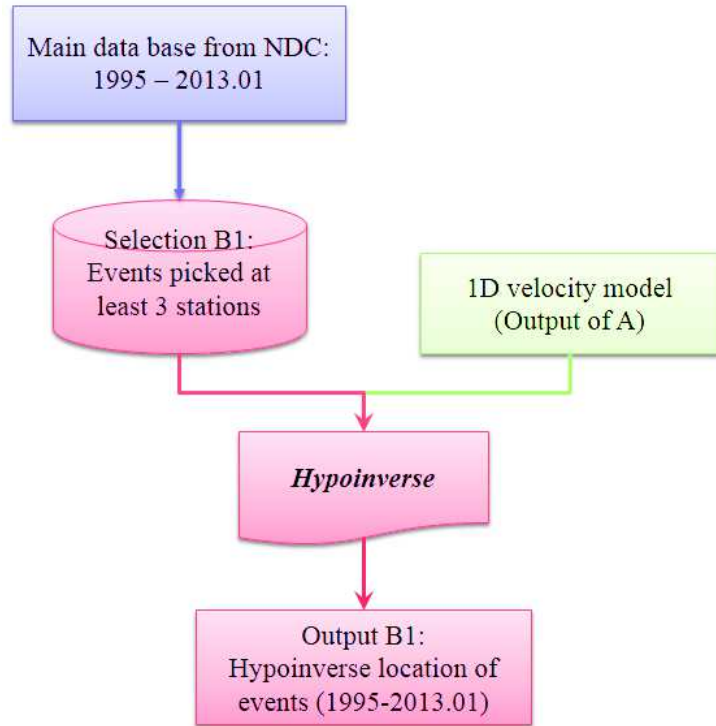 Main data base from NDC:
1995 – 2013.01
Selection B1:
Events picked at
least 3 stations
1D velocity model
(Output of A)
Hypoinverse
Output B1:
Hypoinverse location of
events (1995-2013.01)